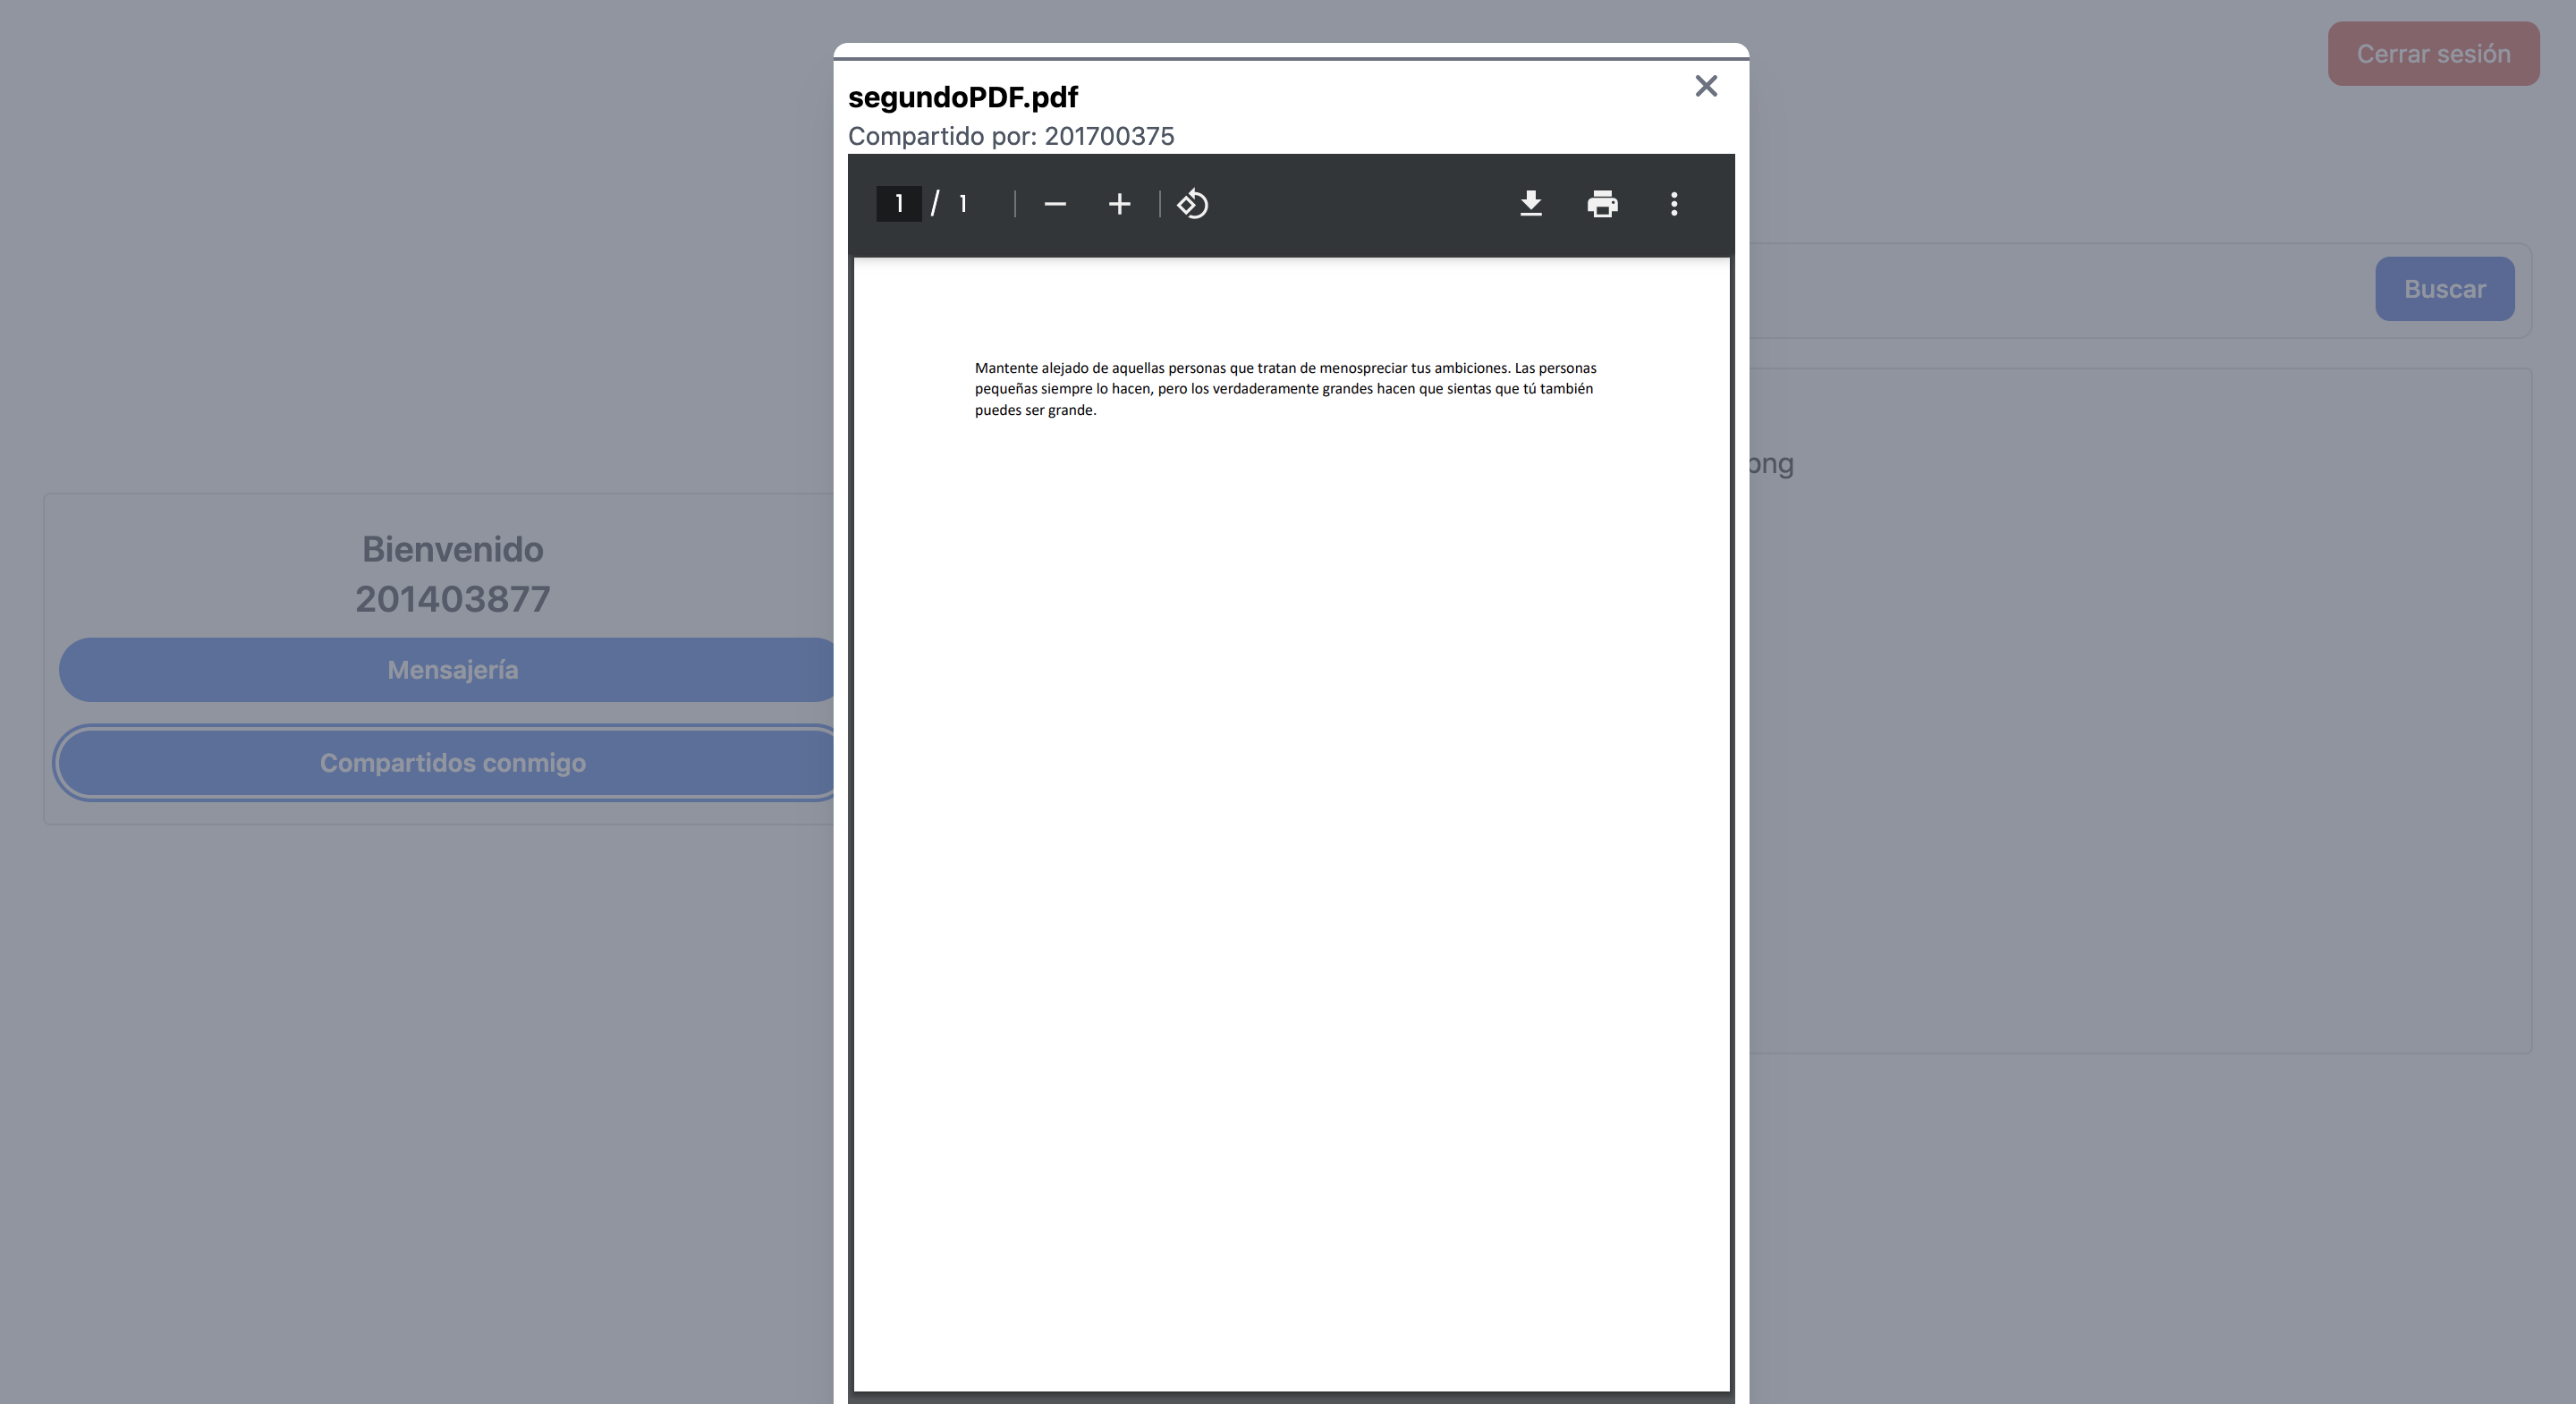 Cerrar sesión
segundoPDF.pdf
Compartido por: 201700375
1 / 1
Buscar
Mantente alejado de aquellas personas que tratan de menospreciar tus ambiciones. Las personas
pequeñas siempre lo hacen, pero los verdaderamente grandes hacen que sientas que tú también
puedes ser grande.
Bienvenido
201403877
Mensajería
Compartidos conmigo